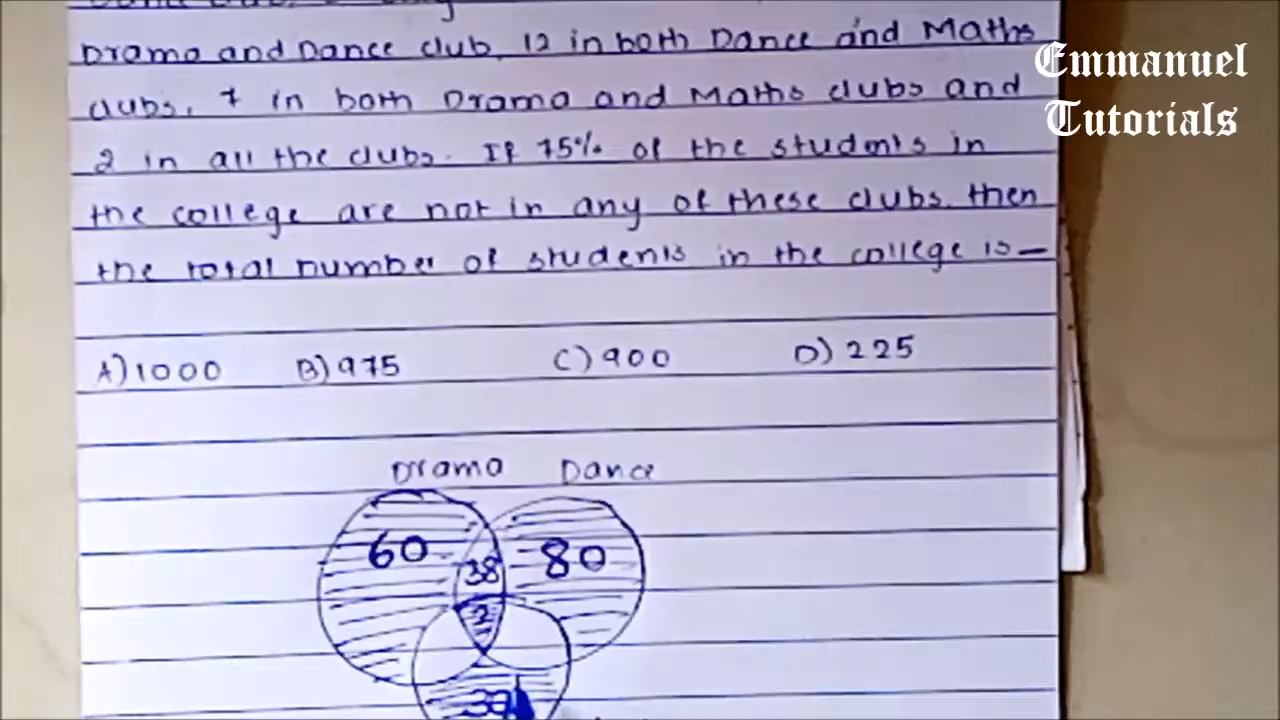 Drama and Dance club, 12 in both Dance and Maths
clubs, 7 in both Drama and Maths clubs and
2 in all the clubs. If 75% of the students in
the college are not in any of these clubs. then
the total number of students in the college is —
A) 1000 B) 975 C) 900 D) 225
Drama Dance
60 38 80
2
39
Emmanuel
Tutorials